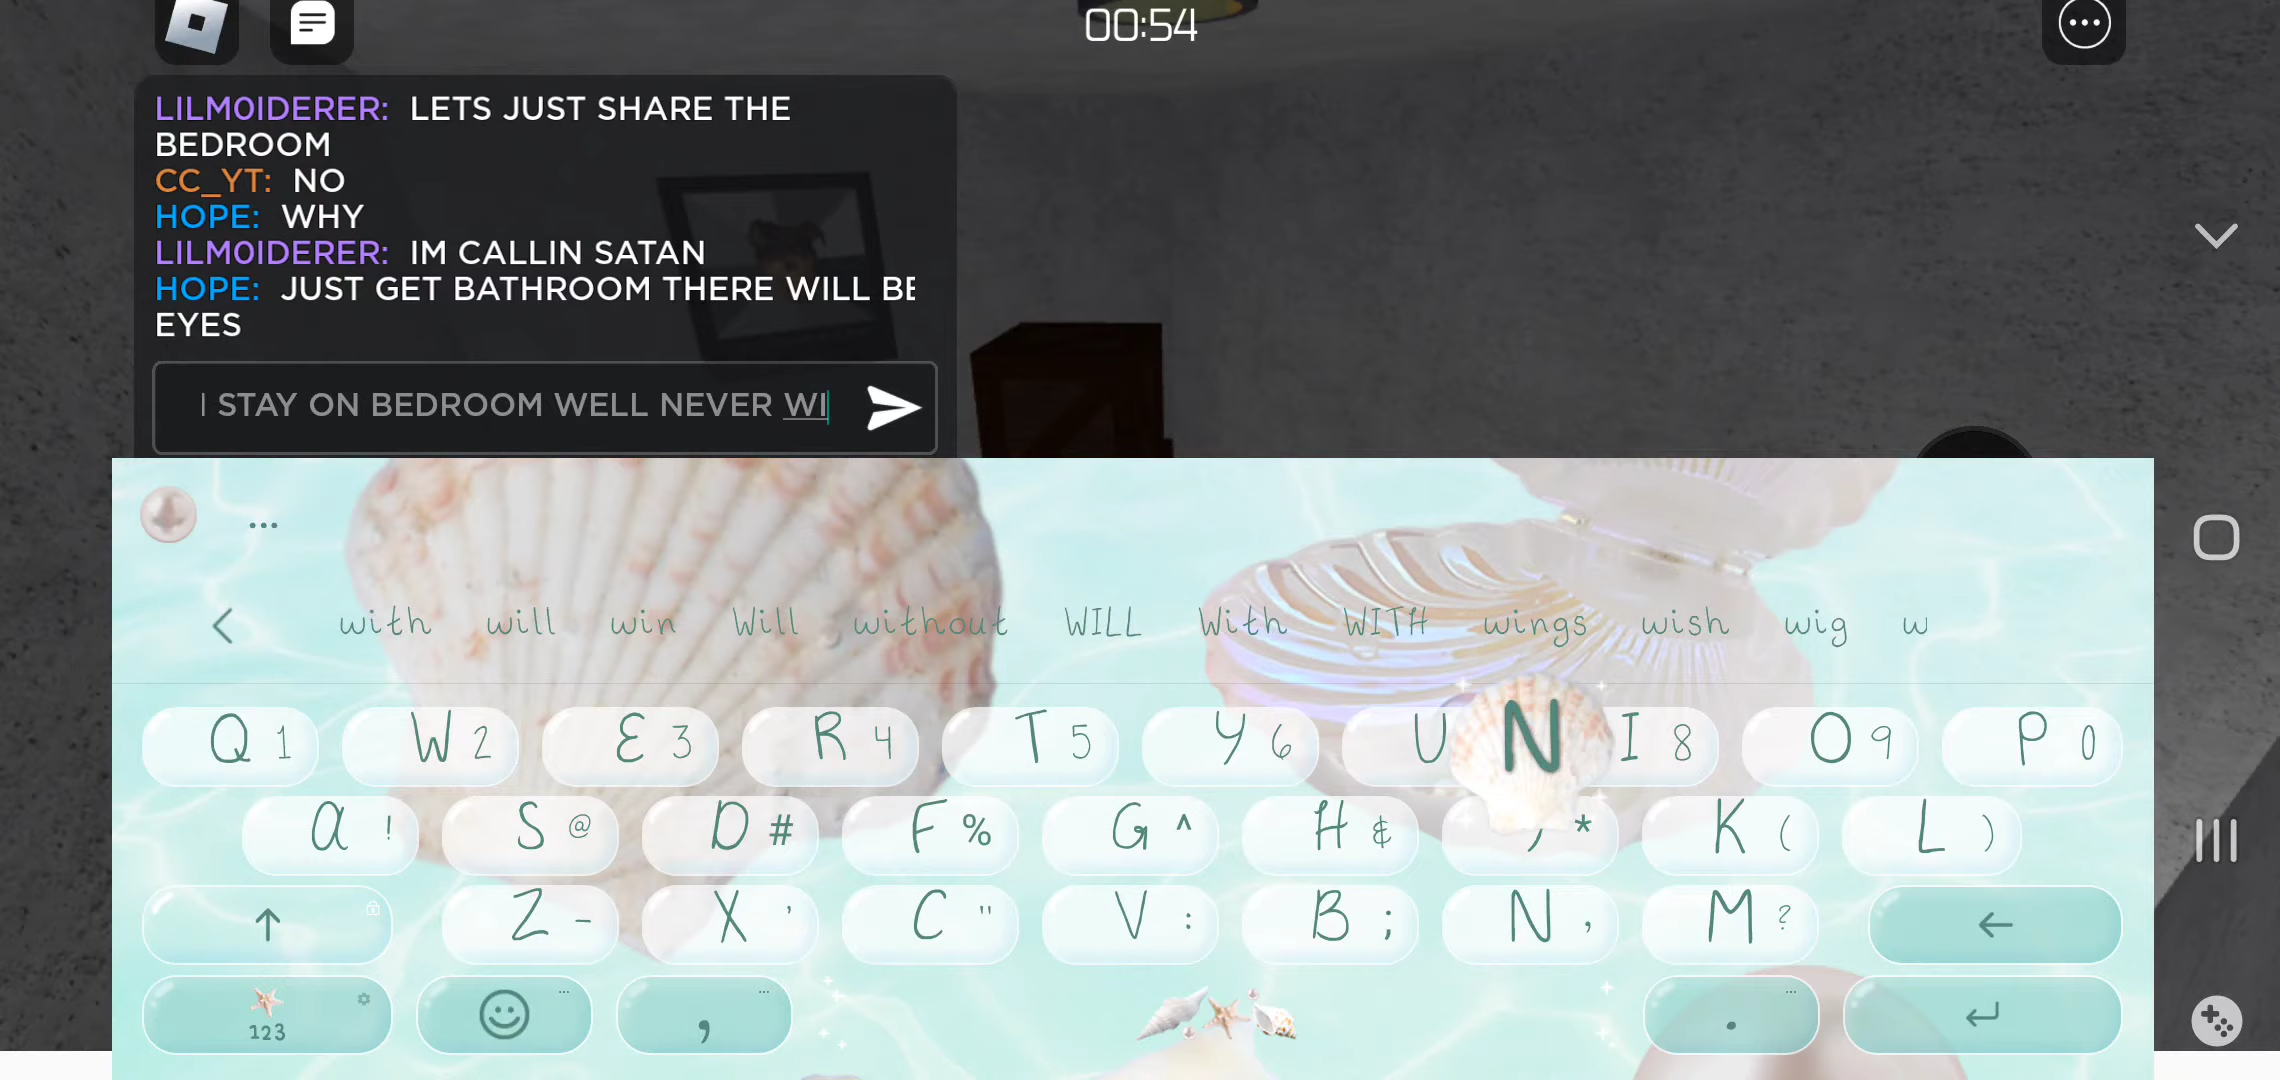 00:54
LILM0IDERER: LETS JUST SHARE THE
BEDROOM
CC_YT: NO
HOPE: WHY
LILM0IDERER: IM CALLIN SATAN
HOPE: JUST GET BATHROOM THERE WILL BE
EYES
I STAY ON BEDROOM WELL NEVER WI
...
with will win Will without WILL With WITH wings wish wig w
Q 1 W 2 E 3 R 4 T 5 Y 6 U N I 8 O 9 P 0
a ! S @ D # F % G ^ H & * K ( L )
Z - X ' C " V : B ; N , M ?
123 , .